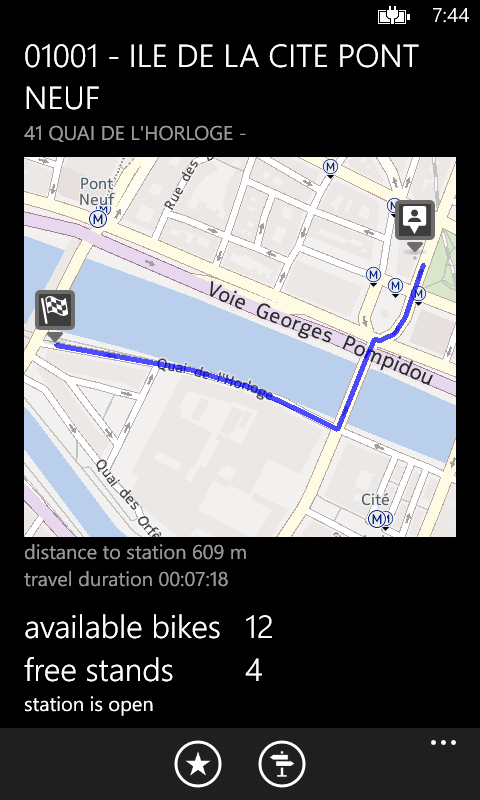 7:44
01001 - ILE DE LA CITE PONT
NEUF
41 QUAI DE L'HORLOGE -
Pont
Neuf
M
Rue des
M
M
M
M
M
Voie Georges Pompidou
Quai de l'Horloge
Quai des Orfè
Cité
M
distance to station 609 m
travel duration 00:07:18
available bikes 12
free stands 4
station is open